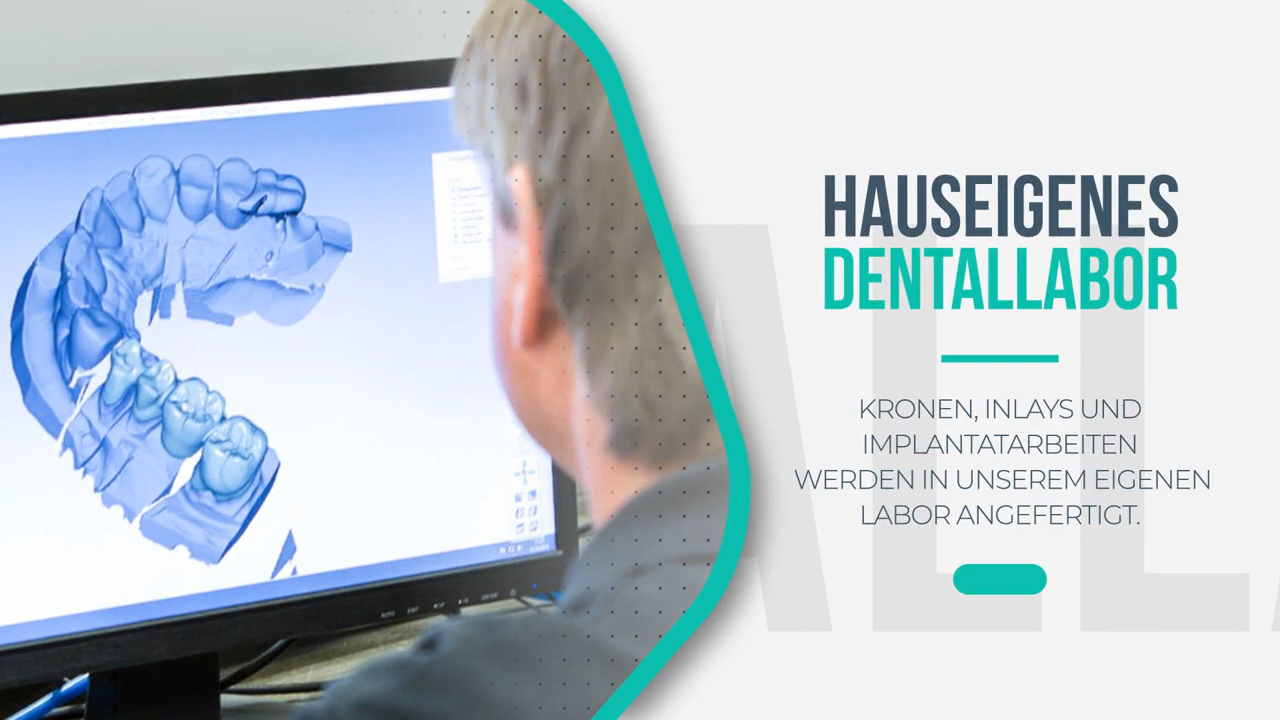 HAUSEIGENES
DENTALLABOR
KRONEN, INLAYS UND
IMPLANTATARBEITEN
WERDEN IN UNSEREM EIGENEN
LABOR ANGEFERTIGT.